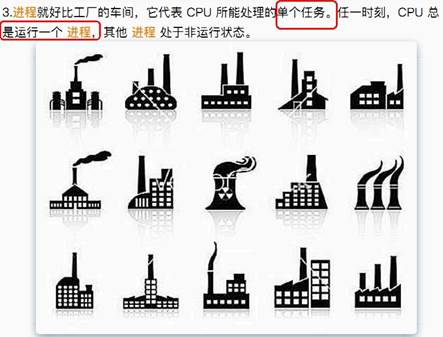 3.进程就好比工厂的车间，它代表 CPU 所能处理的单个任务。任一时刻，CPU 总
是运行一个 进程，其他 进程 处于非运行状态。